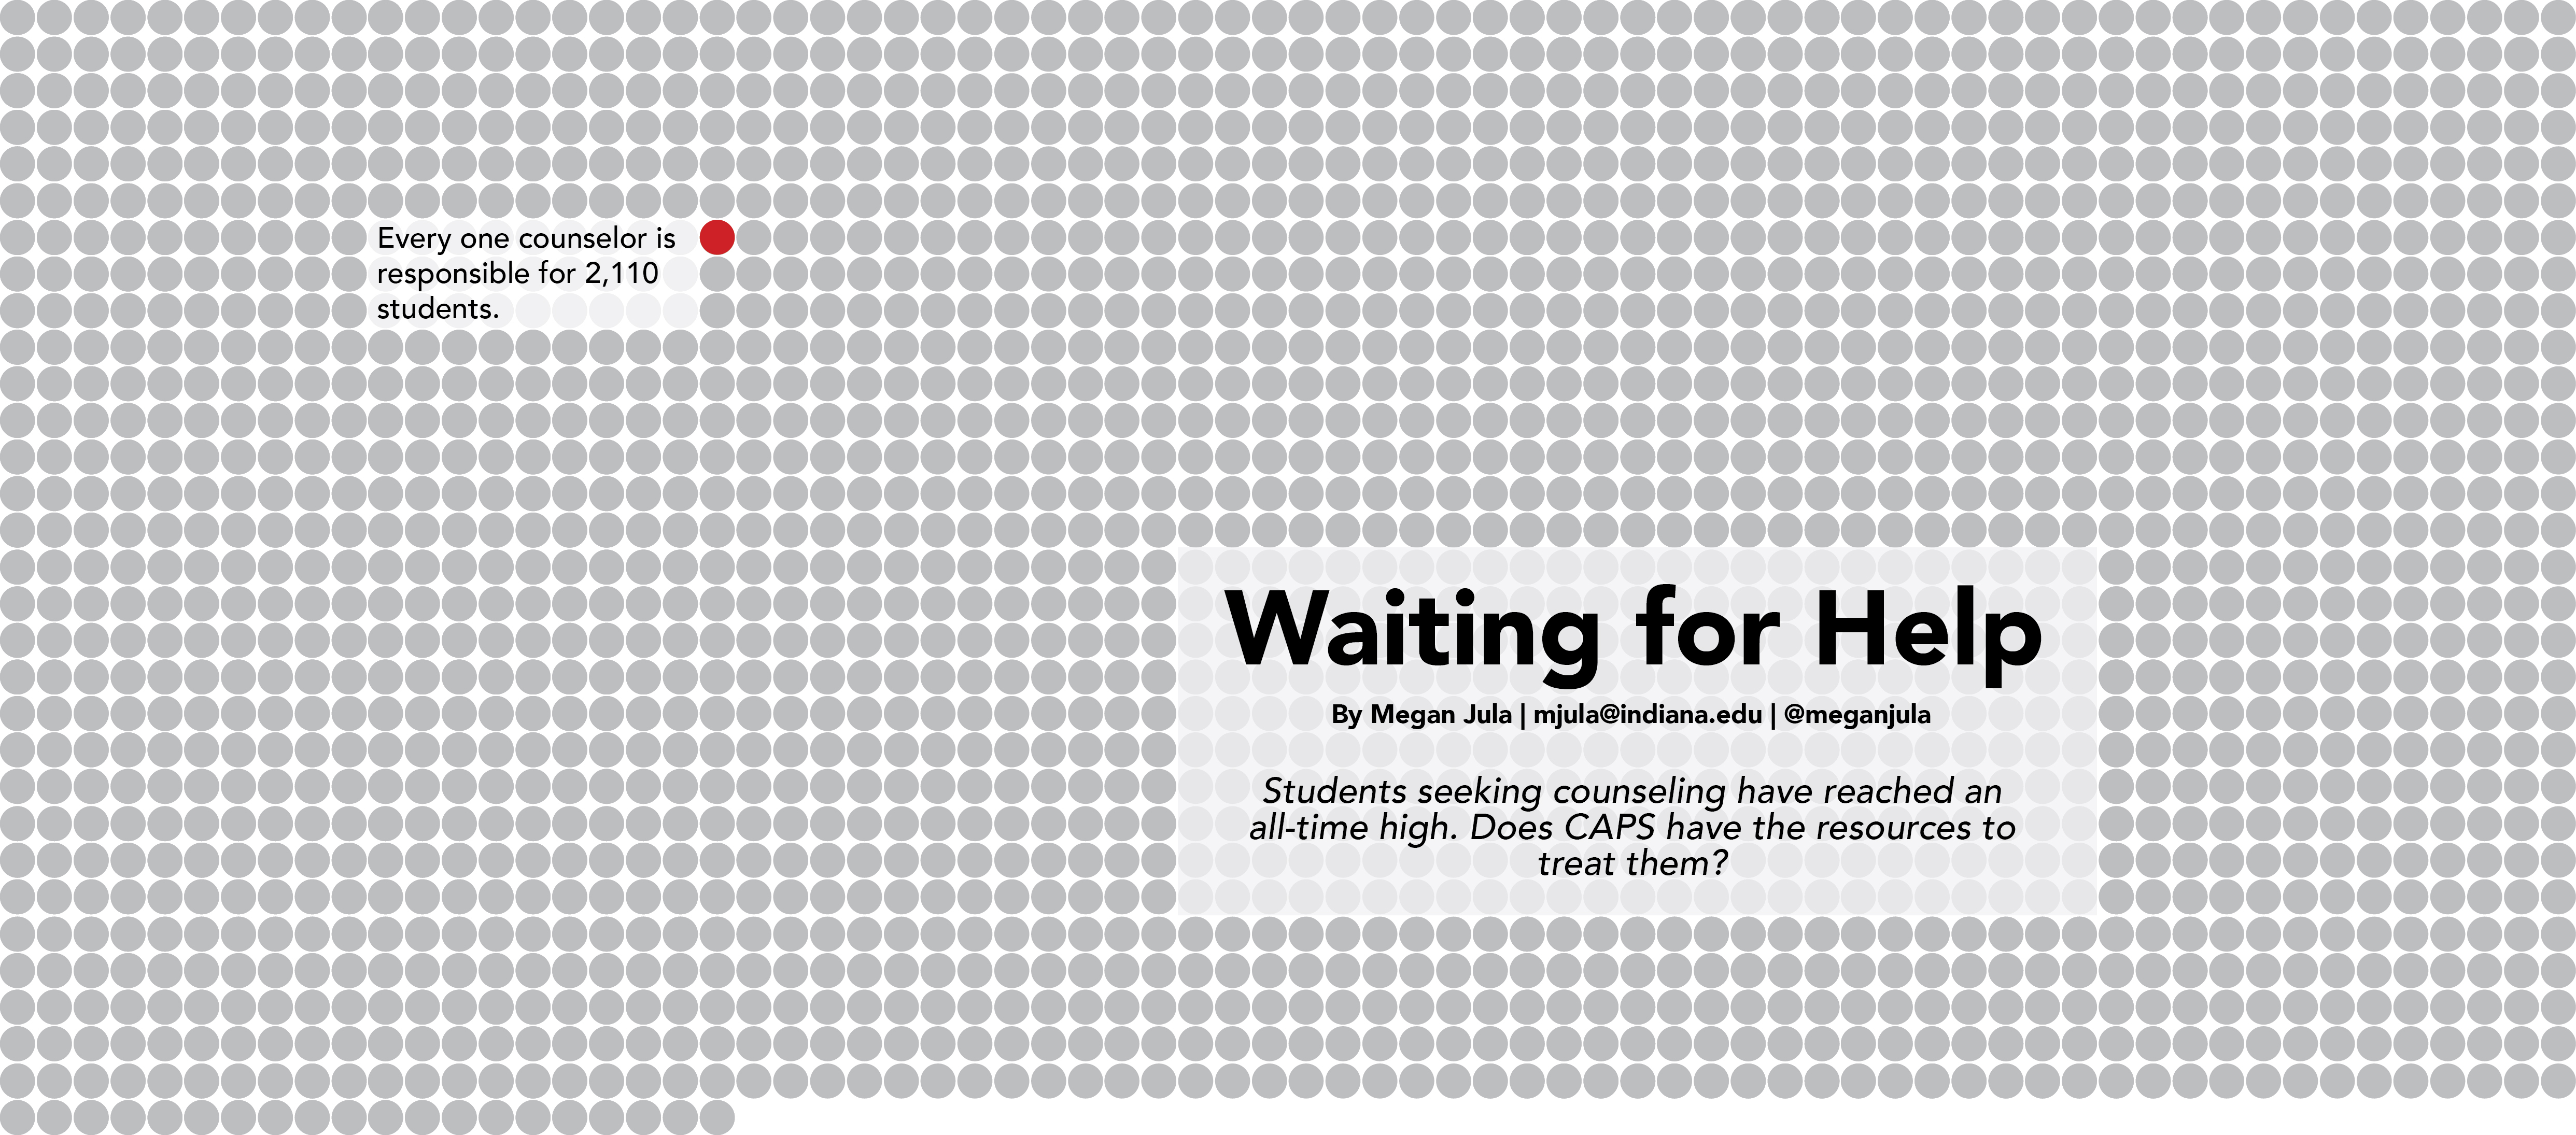 Every one counselor is
responsible for 2,110
students.
Waiting for Help
By Megan Jula | mjula@indiana.edu | @meganjula
Students seeking counseling have reached an
all-time high. Does CAPS have the resources to
treat them?